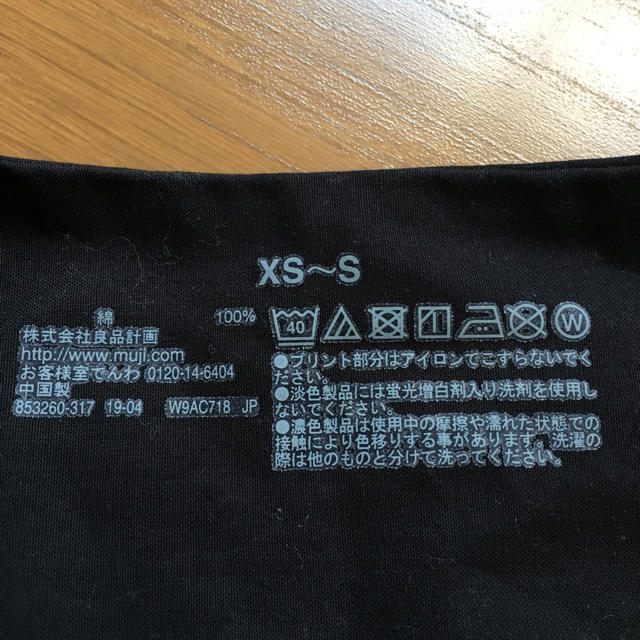 XS～S
綿 100%
株式会社良品計画
http://www.muji.com
お客様室でんわ 0120-14-6404
中国製
853260-317 19-04 W9AC718 JP
40 W
●プリント部分はアイロンでこすらないでく
ださい。
●淡色製品には蛍光増白剤入り洗剤を使用し
ないでください。
●濃色製品は使用中の摩擦や濡れた状態での
接触により色移りする事があります。洗濯の
際は他のものと分けて洗ってください。